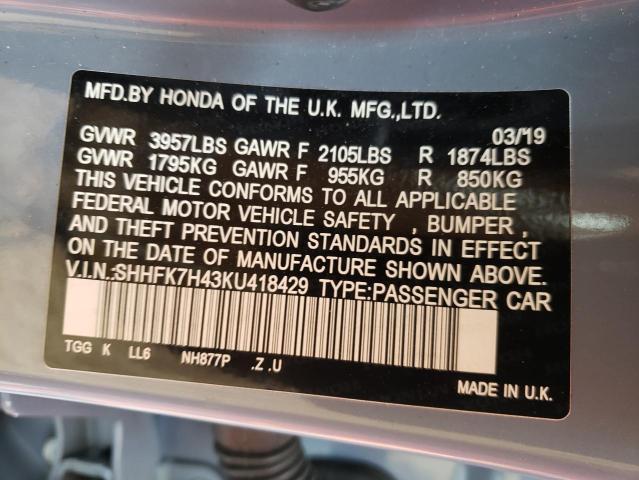 MFD.BY HONDA OF THE U.K. MFG.,LTD.
03/19
GVWR 3957LBS GAWR F 2105LBS R 1874LBS
GVWR 1795KG GAWR F 955KG R 850KG
THIS VEHICLE CONFORMS TO ALL APPLICABLE
FEDERAL MOTOR VEHICLE SAFETY , BUMPER ,
AND THEFT PREVENTION STANDARDS IN EFFECT
ON THE DATE OF MANUFACTURE SHOWN ABOVE.
V.I.N.:SHHFK7H43KU418429 TYPE:PASSENGER CAR
TGG K LL6 NH877P .Z .U
MADE IN U.K.